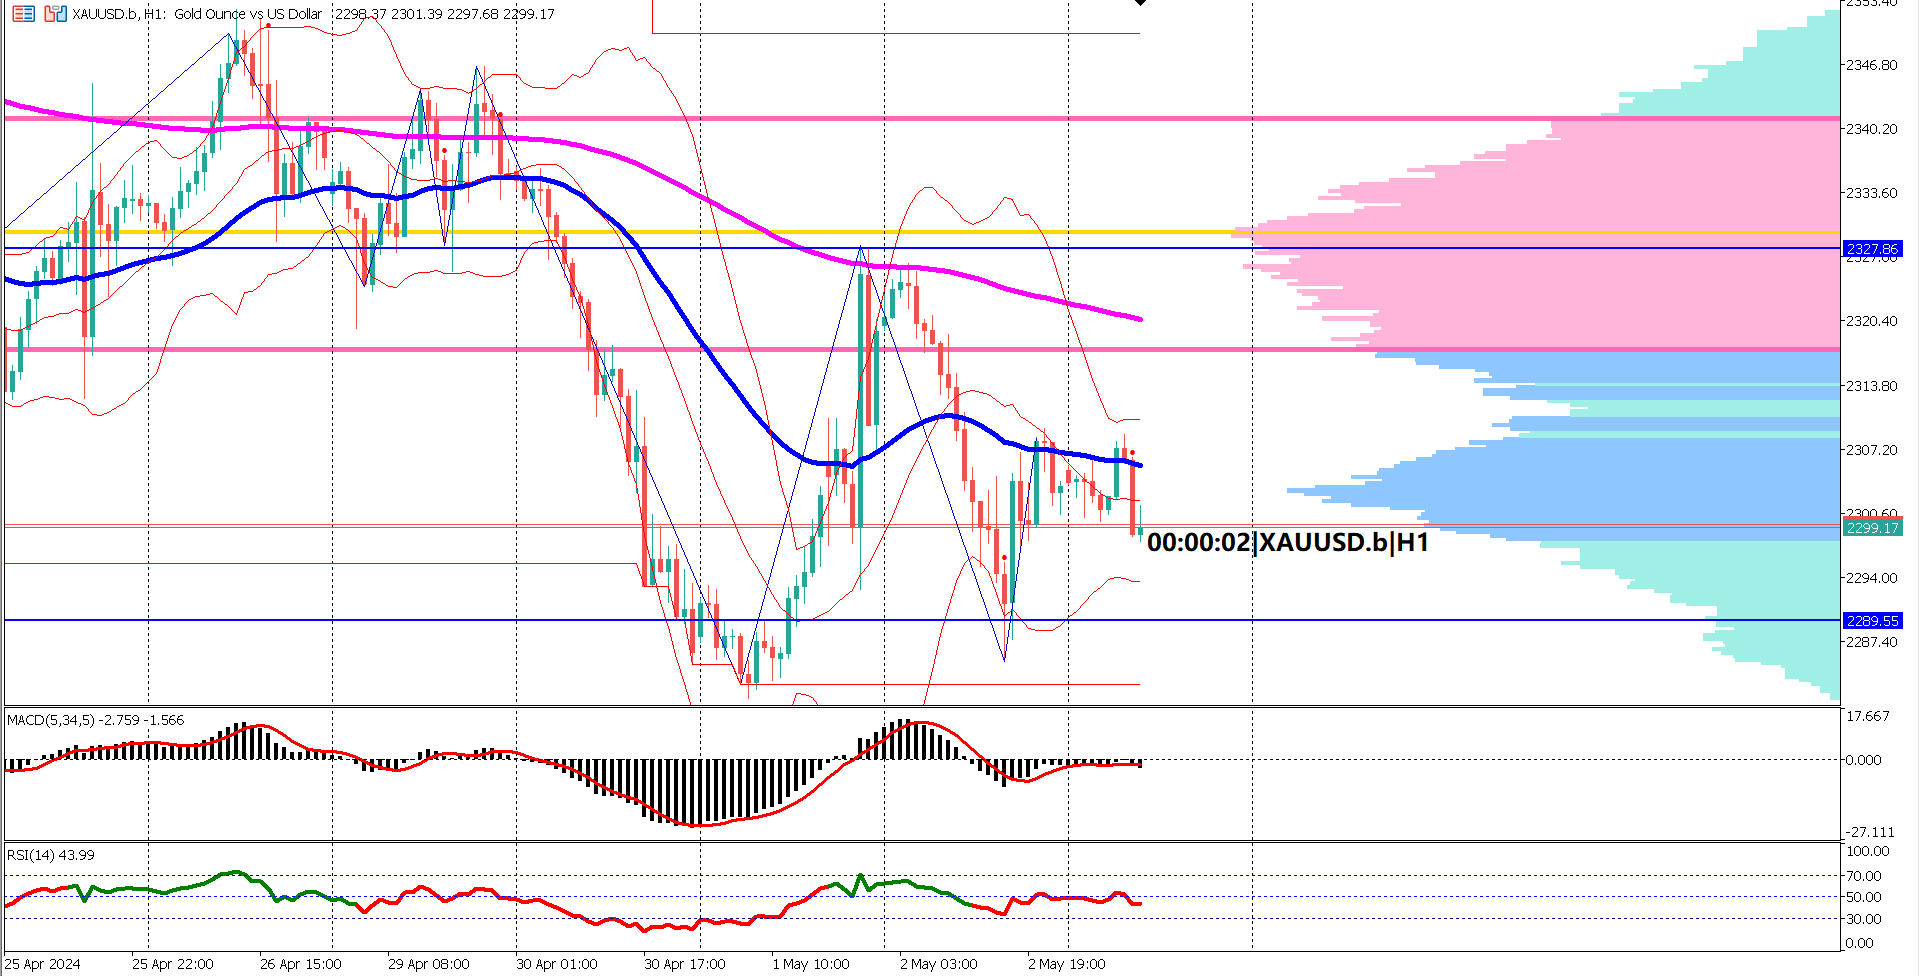 XAUUSD.b, H1: Gold Ounce vs US Dollar 2298.37 2301.39 2297.68 2299.17
2353.40
2346.80
2340.20
2333.60
2327.86
2327.00
2320.40
2313.80
2307.20
2300.60
2299.17
00:00:02|XAUUSD.b|H1
2294.00
2289.55
2287.40
MACD(5,34,5) -2.759 -1.566
17.667
0.000
-27.111
RSI(14) 43.99
100.00
70.00
50.00
30.00
0.00
25 Apr 2024
25 Apr 22:00
26 Apr 15:00
29 Apr 08:00
30 Apr 01:00
30 Apr 17:00
1 May 10:00
2 May 03:00
2 May 19:00